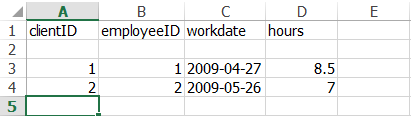 A B C D E
1 clientID employeeID workdate hours
2
3 1 1 2009-04-27 8.5
4 2 2 2009-05-26 7
5